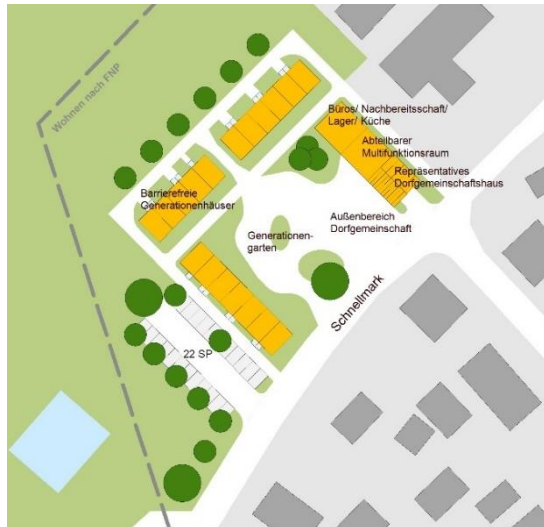 Wohnen nach FNP
Büros/ Nachbereitsschaft/
Lager/ Küche
Abteilbarer
Multifunktionsraum
Repräsentatives
Dorfgemeinschaftshaus
Barrierefreie
Generationenhäuser
Außenbereich
Dorfgemeinschaft
Generationen-
garten
Schnellmark
22 SP